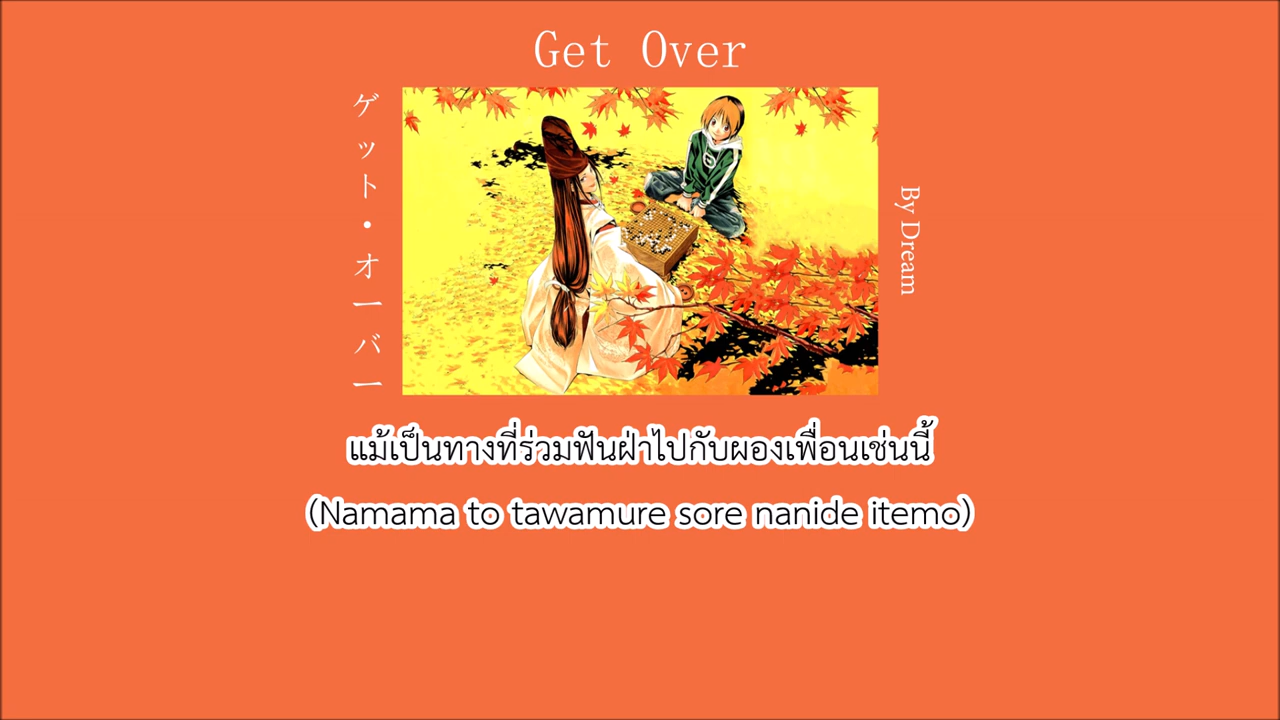 Get Over
ゲット・オーバー
By Dream
แม้เป็นทางที่ร่วมฟันฝ่าไปกับผองเพื่อนเช่นนี้
(Namama to tawamure sore nanide itemo)